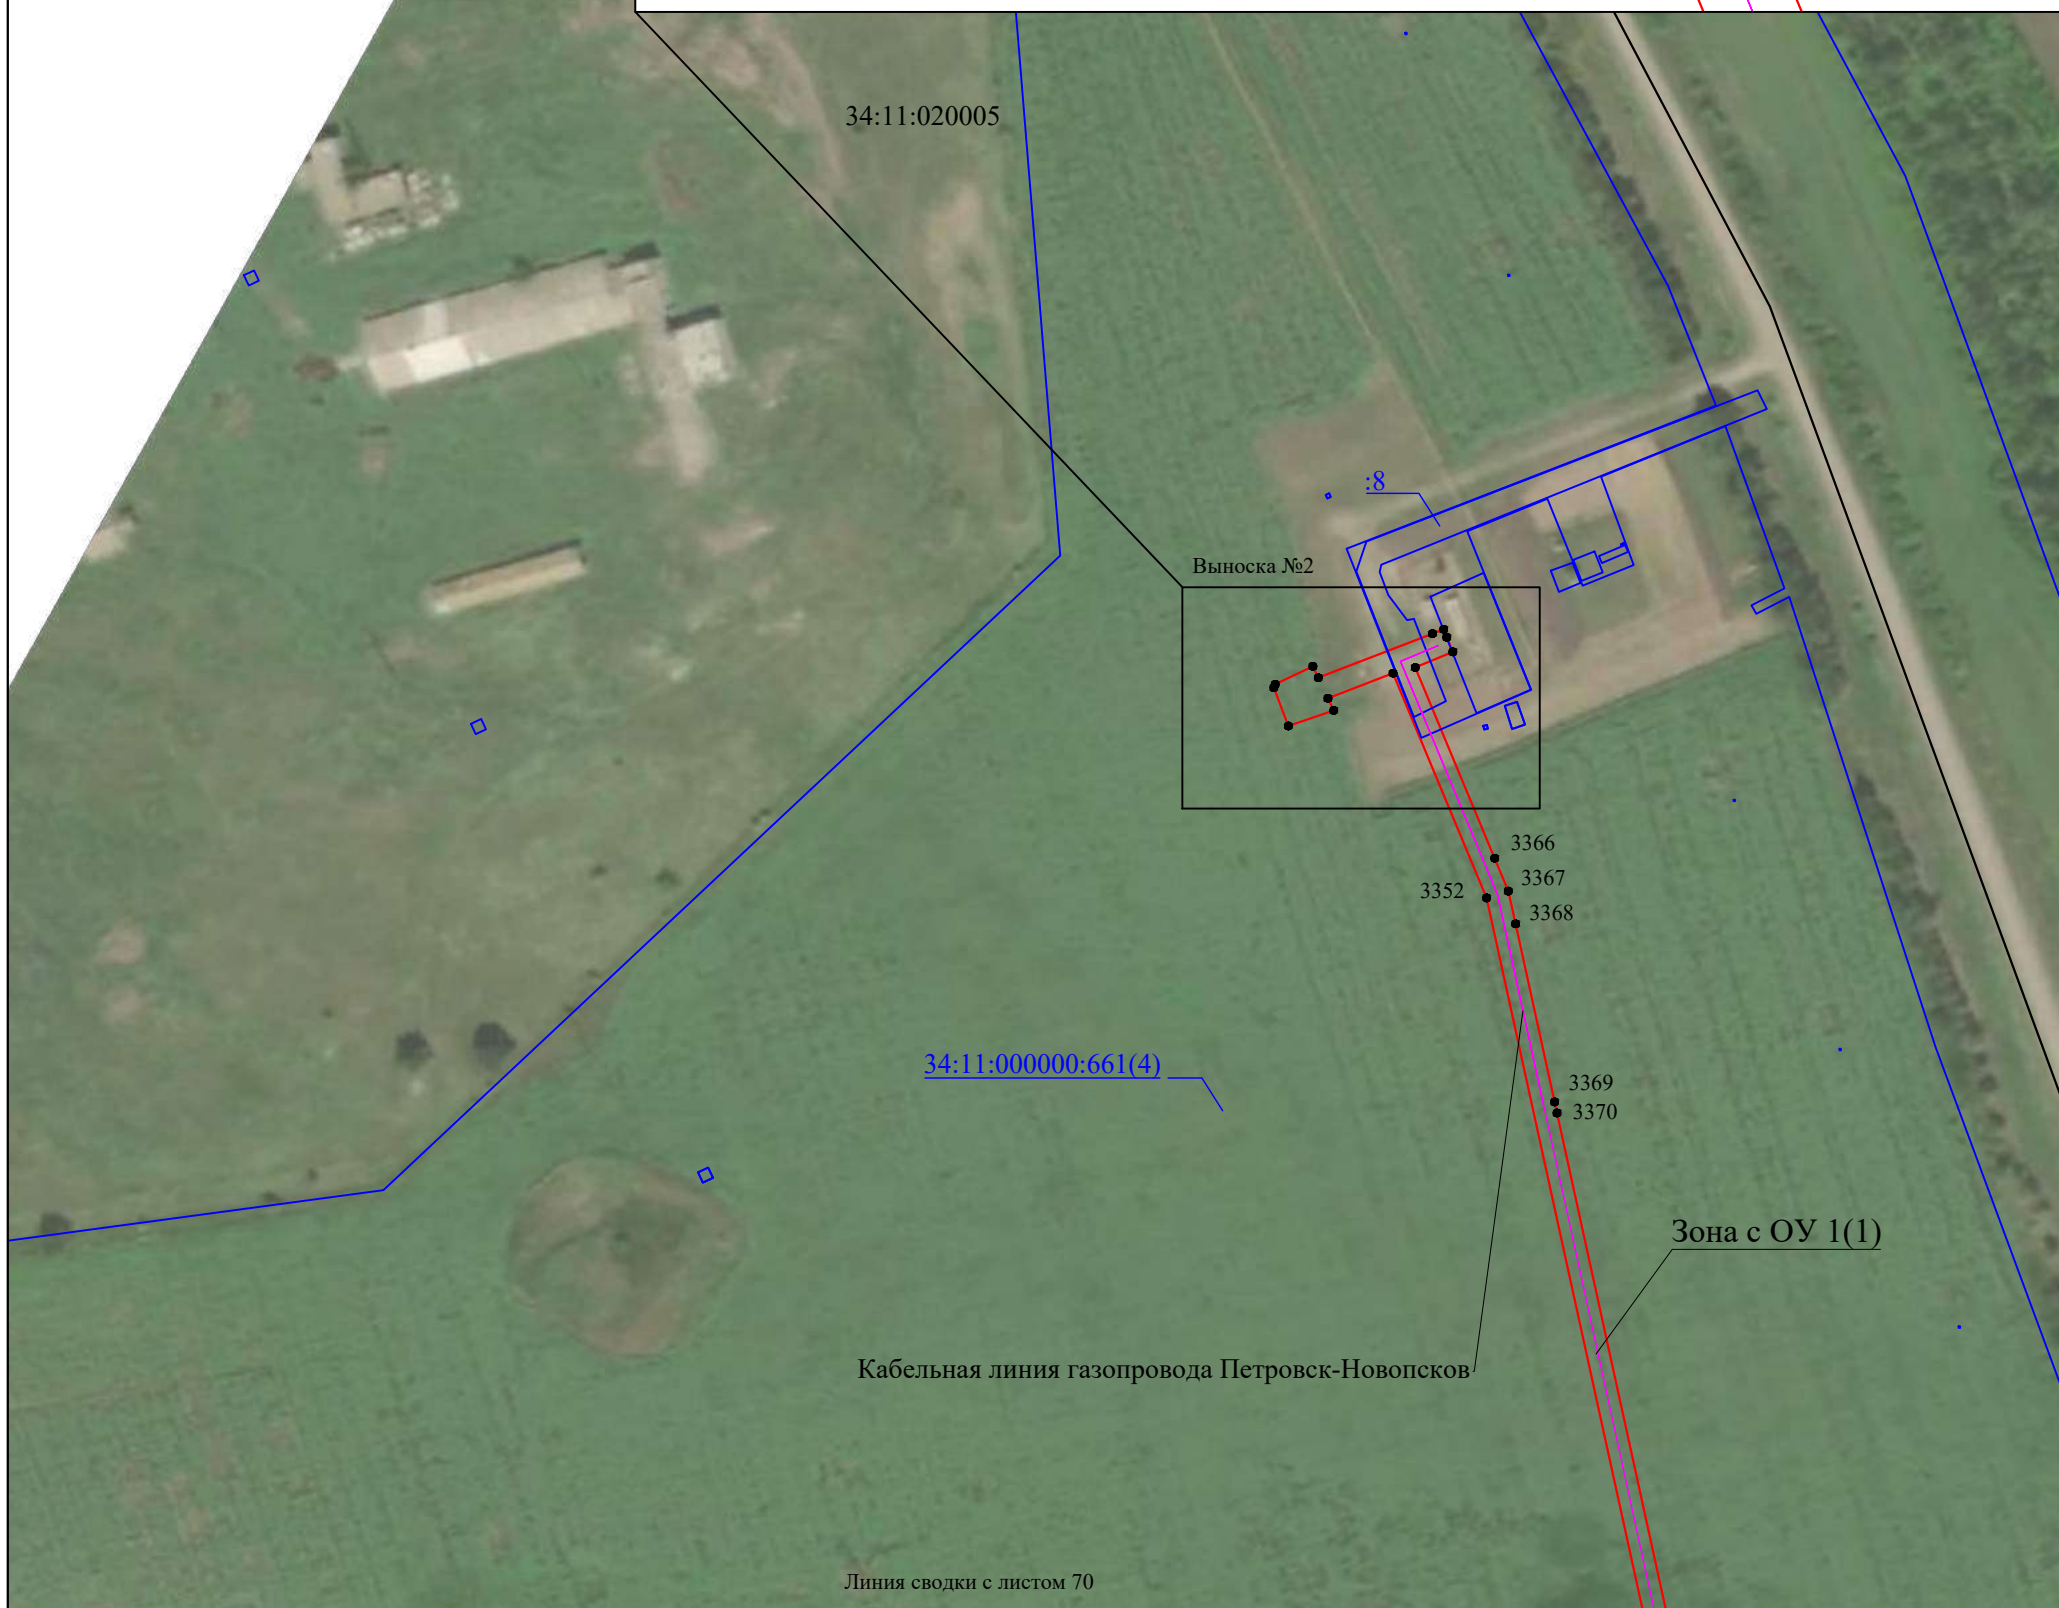 34:11:020005
:8
Выноска №2
3366
3367
3352
3368
34:11:000000:661(4)
3369
3370
Зона с ОУ 1(1)
Кабельная линия газопровода Петровск-Новопсков
Линия сводки с листом 70